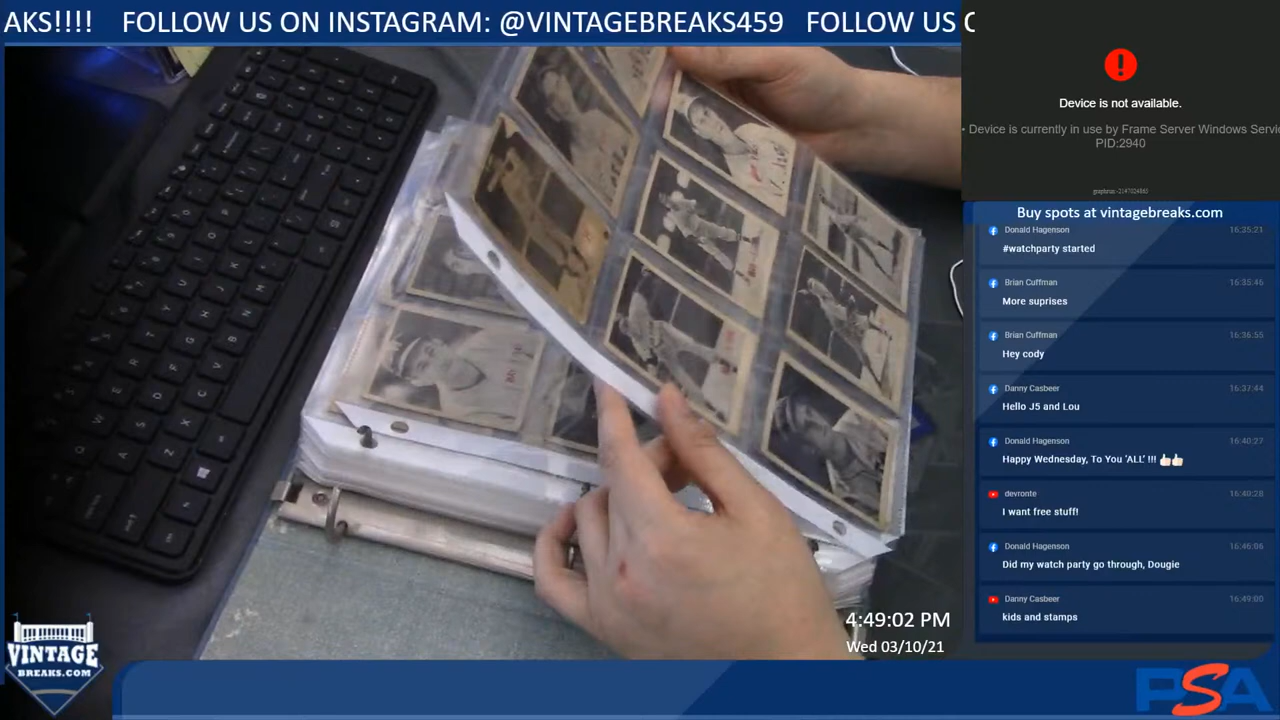 AKS!!!! FOLLOW US ON INSTAGRAM: @VINTAGEBREAKS459 FOLLOW US
Device is not available.
• Device is currently in use by Frame Server Windows Servi
PID:2940
Buy spots at vintagebreaks.com
Donald Hagenson 16:35:21
#watchparty started
Brian Cuffman 16:35:46
More suprises
Brian Cuffman 16:36:55
Hey cody
Danny Casbeer 16:37:44
Hello J5 and Lou
Donald Hagenson 16:40:27
Happy Wednesday, To You 'ALL' !!! 👍👍
devronte 16:40:28
I want free stuff!
Donald Hagenson 16:46:06
Did my watch party go through, Dougie
Danny Casbeer 16:49:00
kids and stamps
4:49:02 PM
Wed 03/10/21
VINTAGE
BREAKS.COM
PSA